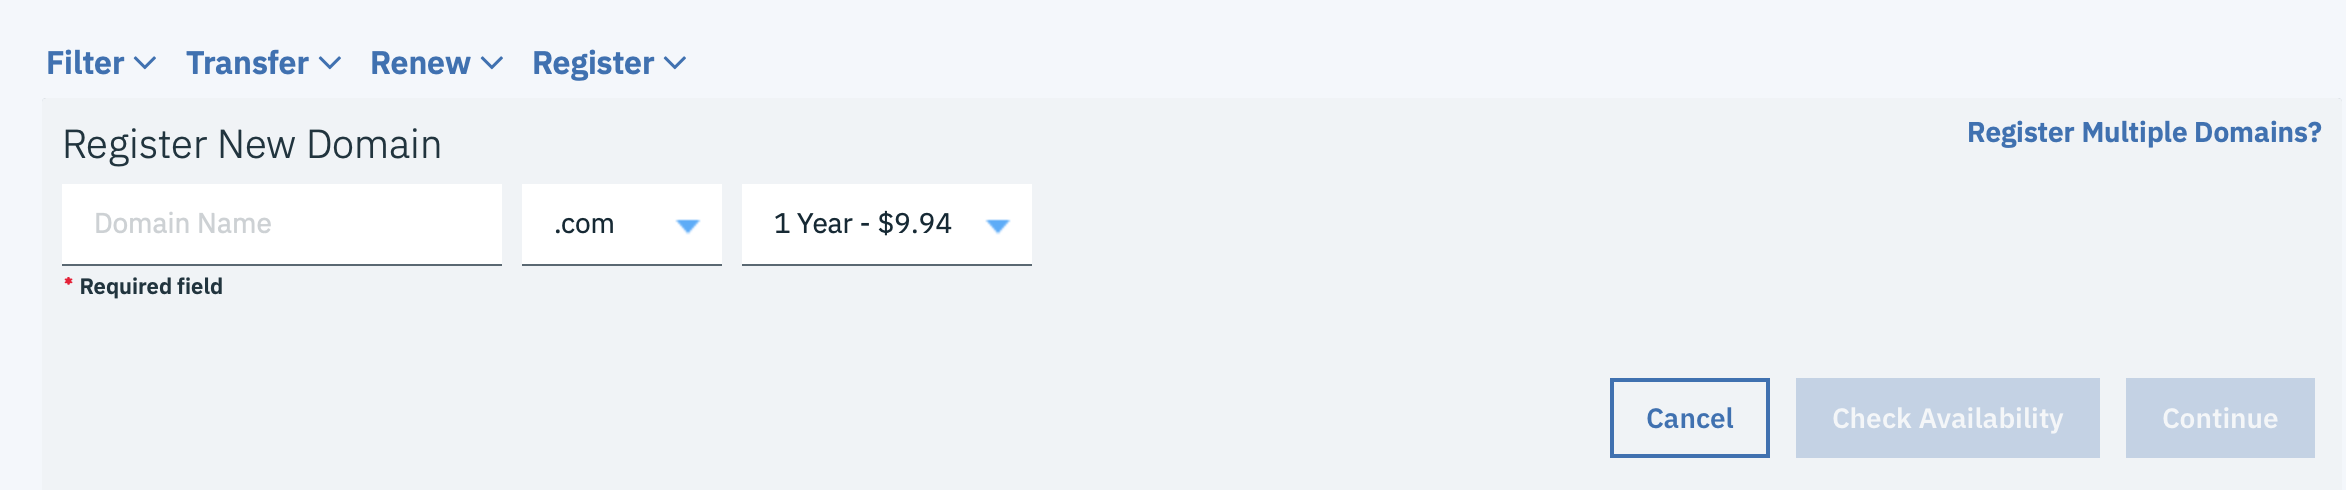 Filter Transfer Renew Register
Register New Domain
Register Multiple Domains?
Domain Name
.com
1 Year - $9.94
* Required field
Cancel
Check Availability
Continue